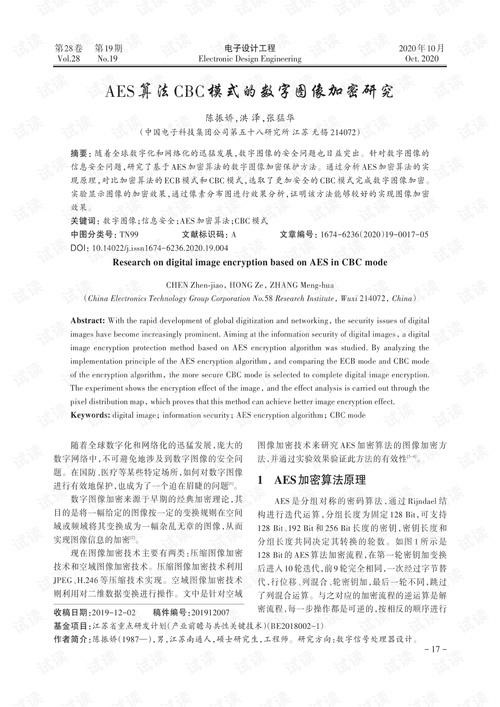 第28卷 第19期
电子设计工程
2020年10月
Vol.28 No.19
Electronic Design Engineering
Oct. 2020
AES算法CBC模式的数字图像加密研究
陈振娇,洪泽,张猛华
(中国电子科技集团公司第五十八研究所 江苏 无锡 214072)
摘要：随着全球数字化和网络化的迅猛发展,数字图像的安全问题也日益突出。针对数字图像的
信息安全问题,研究了基于AES加密算法的数字图像加密保护方法。通过分析AES加密算法的实
现原理,对比加密算法的ECB模式和CBC模式,选取了更加安全的CBC模式完成数字图像加密。
实验显示图像的加密效果,通过像素分布图进行效果分析,证明该方法能够较好的实现图像加密
效果。
关键词：数字图像;信息安全;AES加密算法;CBC模式
中图分类号：TN99 文献标识码：A 文章编号：1674-6236(2020)19-0017-05
DOI: 10.14022/j.issn1674-6236.2020.19.004
Research on digital image encryption based on AES in CBC mode
CHEN Zhen-jiao, HONG Ze, ZHANG Meng-hua
(China Electronics Technology Group Corporation No.58 Research Institute, Wuxi 214072, China)
Abstract: With the rapid development of global digitization and networking, the security issues of digital
images have become increasingly prominent. Aiming at the information security of digital images, a digital
image encryption protection method based on AES encryption algorithm was studied. By analyzing the
implementation principle of the AES encryption algorithm, and comparing the ECB mode and CBC mode
of the encryption algorithm, the more secure CBC mode is selected to complete digital image encryption.
The experiment shows the encryption effect of the image, and the effect analysis is carried out through the
pixel distribution map, which proves that this method can achieve better image encryption effect.
Keywords: digital image; information security; AES encryption algorithm; CBC mode
随着全球数字化和网络化的迅猛发展,庞大的
数字网络中,不可避免地涉及到数字图像的安全问
题。在国防、医疗等某些特定场所,如何对数字图像
进行有效地保护,也成为了一个迫在眉睫的问题[1]。
数字图像加密来源于早期的经典加密理论,其
目的是将一幅给定的图像按一定的变换规则在空间
域或频域将其变换成为一幅杂乱无章的图像,从而
实现图像信息的加密[2]。
现在图像加密技术主要有两类：压缩图像加密
技术和空域图像加密技术。压缩图像加密技术利用
JPEG、H.246等压缩技术实现。空域图像加密技术
则利用对二维数据变换进行操作。文中是针对空域
收稿日期：2019-12-02 稿件编号：201912007
基金项目：江苏省重点研发计划(产业前瞻与共性关键技术)(BE2018002-1)
作者简介：陈振娇(1987—),男,江苏南通人,硕士研究生,工程师。研究方向：数字信号处理器设计。
图像加密技术来研究AES加密算法的图像加密方
法,并通过实验效验证此方法的有效性
1 AES加密算法原理
AES是分组对称的密码算法,通过Rijndael结
构进行迭代运算,分组长度为固定128 Bit,可支持
128 Bit、192 Bit和256 Bit长度的密钥,密钥长度和
分组长度共同决定其转换的轮数。如图1所示是
128 Bit的AES算法加密流程,在第一轮密钥加变换
后进入10轮迭代,前9轮完全相同,一次经过字节替
代、行位移、列混合、轮密钥加,最后一轮不同,跳过
了列混合运算。与之对应的加密流程的逆运算是解
密流程,每一步操作都是可逆的,按相反的顺序进行
-17-